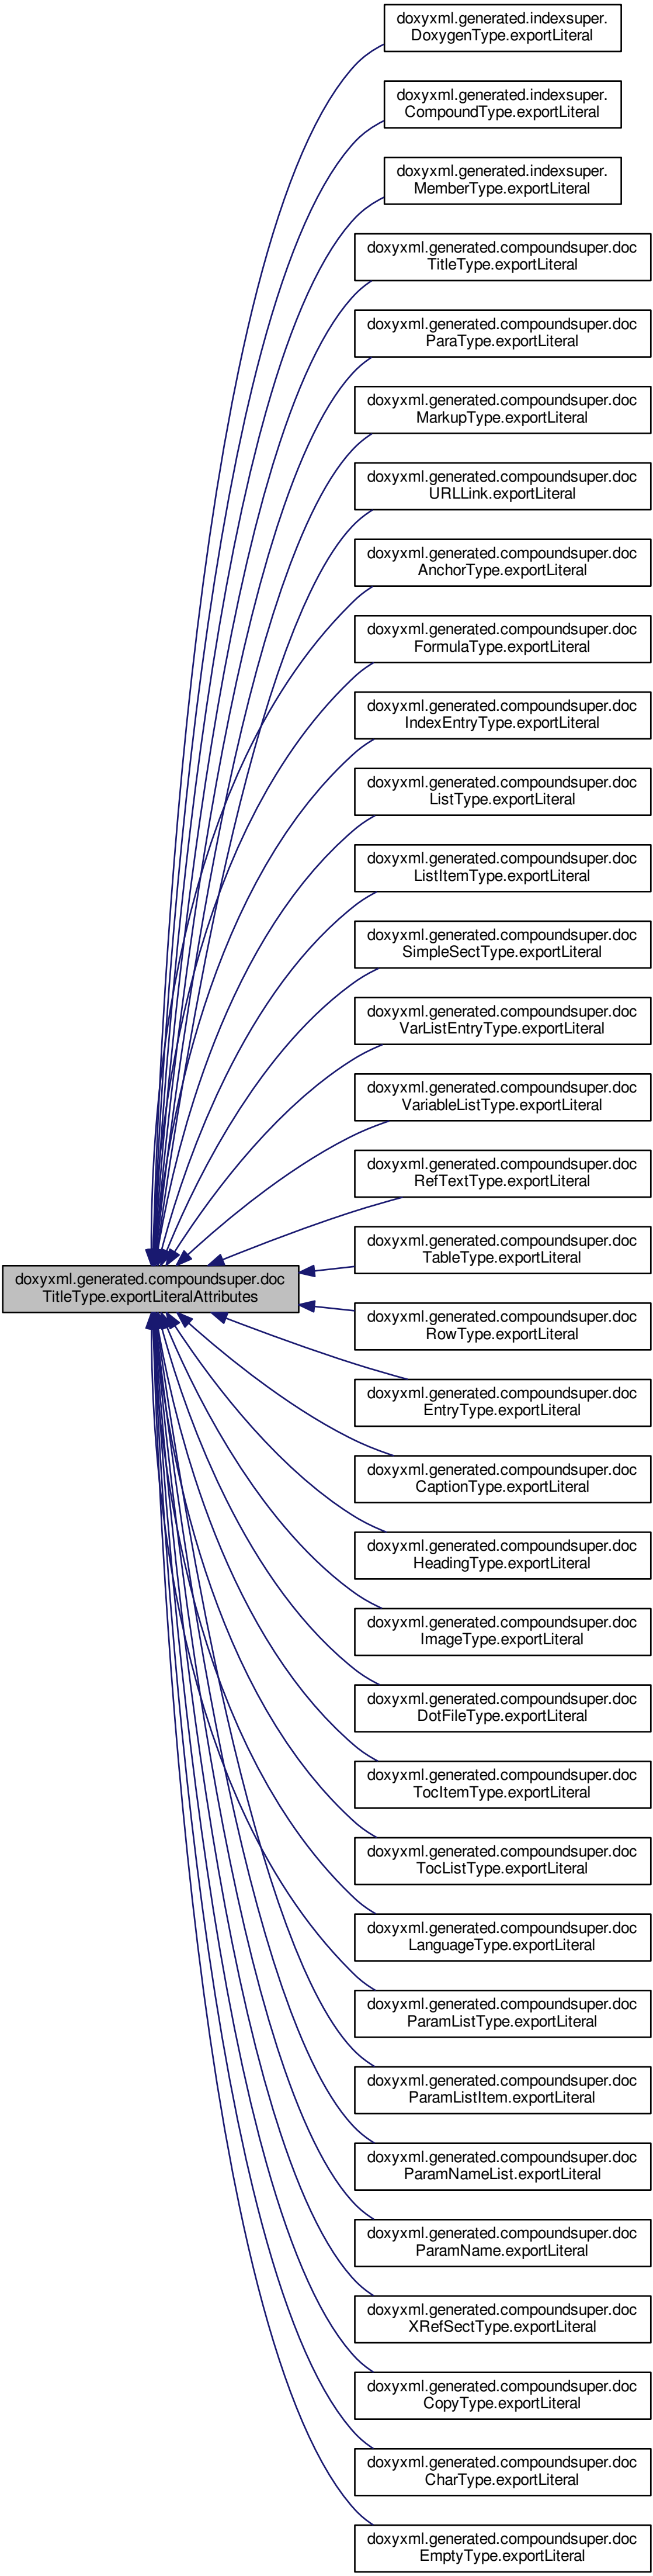 doxyxml.generated.indexsuper.
DoxygenType.exportLiteral
doxyxml.generated.indexsuper.
CompoundType.exportLiteral
doxyxml.generated.indexsuper.
MemberType.exportLiteral
doxyxml.generated.compoundsuper.doc
TitleType.exportLiteral
doxyxml.generated.compoundsuper.doc
ParaType.exportLiteral
doxyxml.generated.compoundsuper.doc
MarkupType.exportLiteral
doxyxml.generated.compoundsuper.doc
URLLink.exportLiteral
doxyxml.generated.compoundsuper.doc
AnchorType.exportLiteral
doxyxml.generated.compoundsuper.doc
FormulaType.exportLiteral
doxyxml.generated.compoundsuper.doc
IndexEntryType.exportLiteral
doxyxml.generated.compoundsuper.doc
ListType.exportLiteral
doxyxml.generated.compoundsuper.doc
ListItemType.exportLiteral
doxyxml.generated.compoundsuper.doc
SimpleSectType.exportLiteral
doxyxml.generated.compoundsuper.doc
VarListEntryType.exportLiteral
doxyxml.generated.compoundsuper.doc
VariableListType.exportLiteral
doxyxml.generated.compoundsuper.doc
RefTextType.exportLiteral
doxyxml.generated.compoundsuper.doc
TableType.exportLiteral
doxyxml.generated.compoundsuper.doc
TitleType.exportLiteralAttributes
doxyxml.generated.compoundsuper.doc
RowType.exportLiteral
doxyxml.generated.compoundsuper.doc
EntryType.exportLiteral
doxyxml.generated.compoundsuper.doc
CaptionType.exportLiteral
doxyxml.generated.compoundsuper.doc
HeadingType.exportLiteral
doxyxml.generated.compoundsuper.doc
ImageType.exportLiteral
doxyxml.generated.compoundsuper.doc
DotFileType.exportLiteral
doxyxml.generated.compoundsuper.doc
TocItemType.exportLiteral
doxyxml.generated.compoundsuper.doc
TocListType.exportLiteral
doxyxml.generated.compoundsuper.doc
LanguageType.exportLiteral
doxyxml.generated.compoundsuper.doc
ParamListType.exportLiteral
doxyxml.generated.compoundsuper.doc
ParamListItem.exportLiteral
doxyxml.generated.compoundsuper.doc
ParamNameList.exportLiteral
doxyxml.generated.compoundsuper.doc
ParamName.exportLiteral
doxyxml.generated.compoundsuper.doc
XRefSectType.exportLiteral
doxyxml.generated.compoundsuper.doc
CopyType.exportLiteral
doxyxml.generated.compoundsuper.doc
CharType.exportLiteral
doxyxml.generated.compoundsuper.doc
EmptyType.exportLiteral